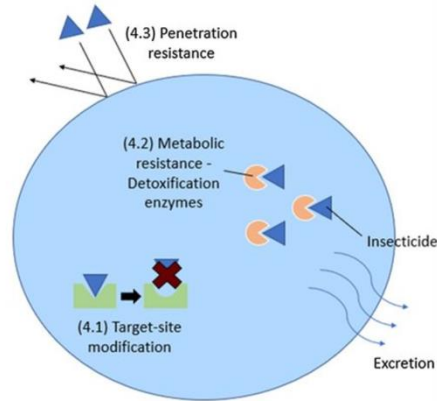 (4.3) Penetration
resistance
(4.2) Metabolic
resistance -
Detoxification
enzymes
Insecticide
(4.1) Target-site
modification
Excretion